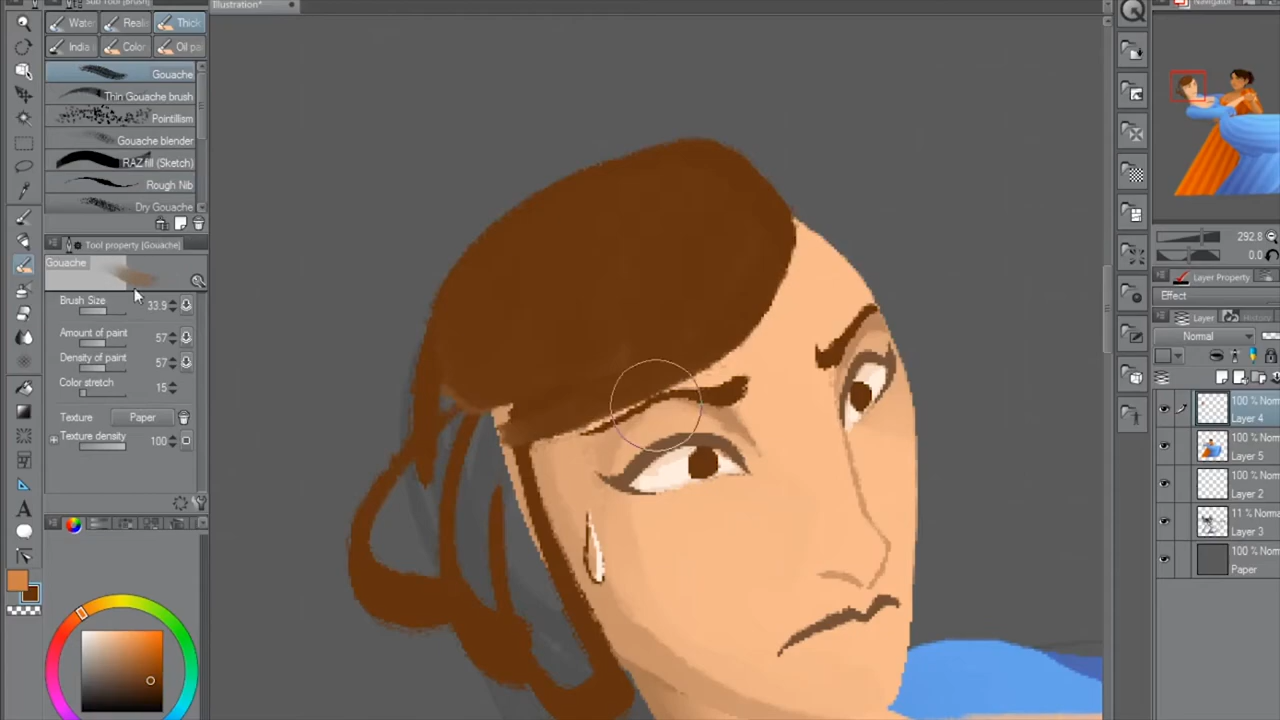 Sub Tool [Brush]
Illustration*
Navigator
Water
Realis
Thick
India
Color
Oil pa
Gouache
Thin Gouache brush
Pointillism
Gouache blender
RAZ fill (Sketch)
Rough Nib
Dry Gouache
Tool property [Gouache]
Gouache
Brush Size 33.9
Amount of paint 57
Density of paint 57
Color stretch 15
Texture Paper
Texture density 100
292.8
0.0
Layer Property
Effect
Layer History
Normal
100 % Norm
Layer 4
100 % Norm
Layer 5
100 % Norm
Layer 2
11 % Norm
Layer 3
100 % Norm
Paper